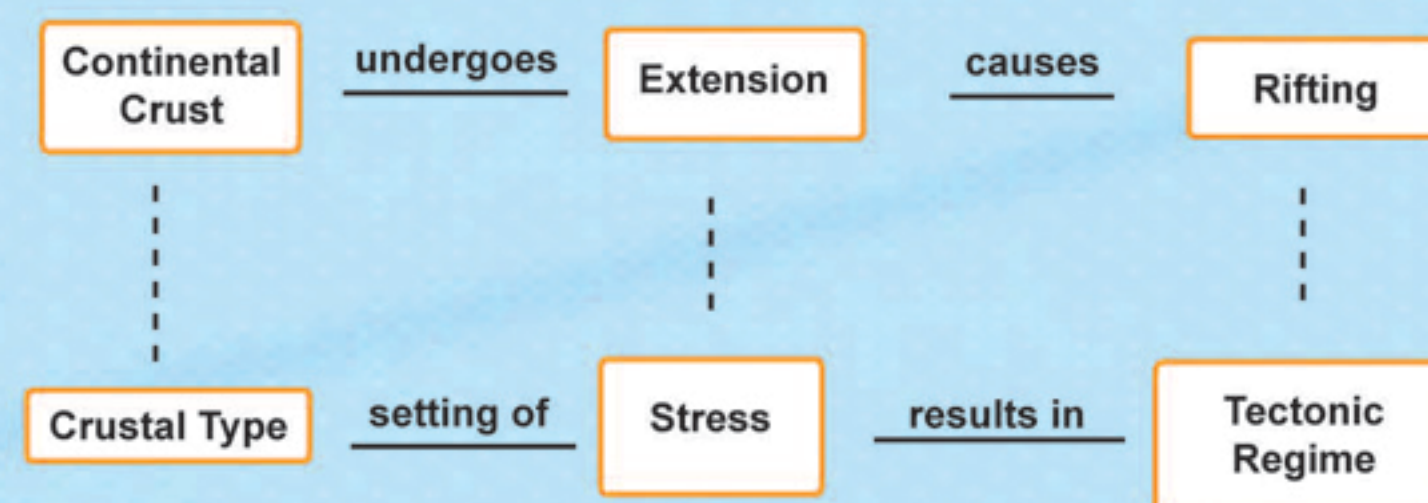 Continental
Crust
undergoes
Extension
causes
Rifting
Crustal Type
setting of
Stress
results in
Tectonic
Regime